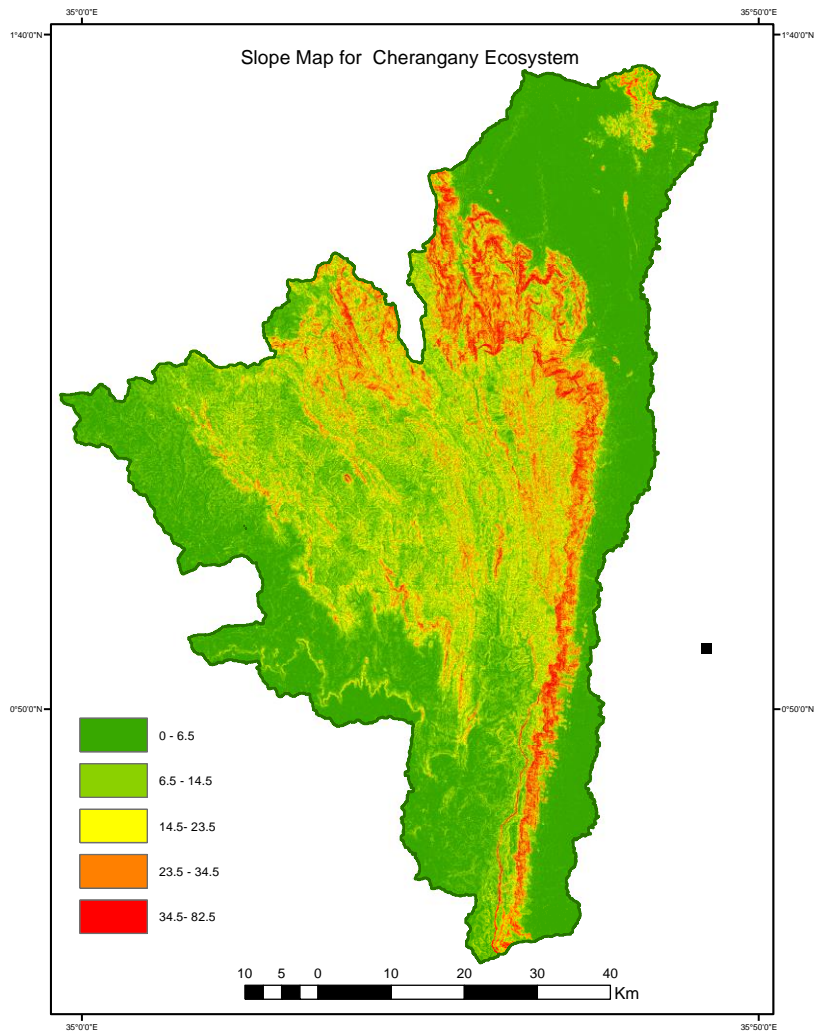 35°0'0"E 35°50'0"E
1°40'0"N 1°40'0"N
Slope Map for  Cherangany Ecosystem
0°50'0"N 0°50'0"N
0 - 6.5
6.5 - 14.5
14.5- 23.5
23.5 - 34.5
34.5- 82.5
10 5 0 10 20 30 40
Km
35°0'0"E 35°50'0"E